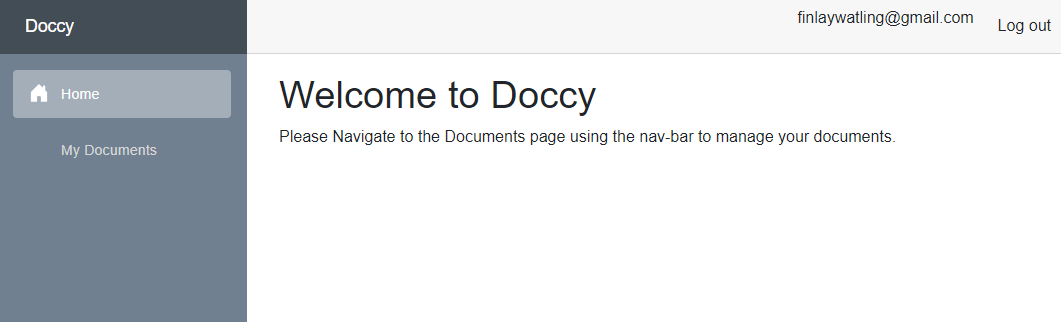 Doccy
finlaywatling@gmail.com
Log out
Home
My Documents
Welcome to Doccy
Please Navigate to the Documents page using the nav-bar to manage your documents.